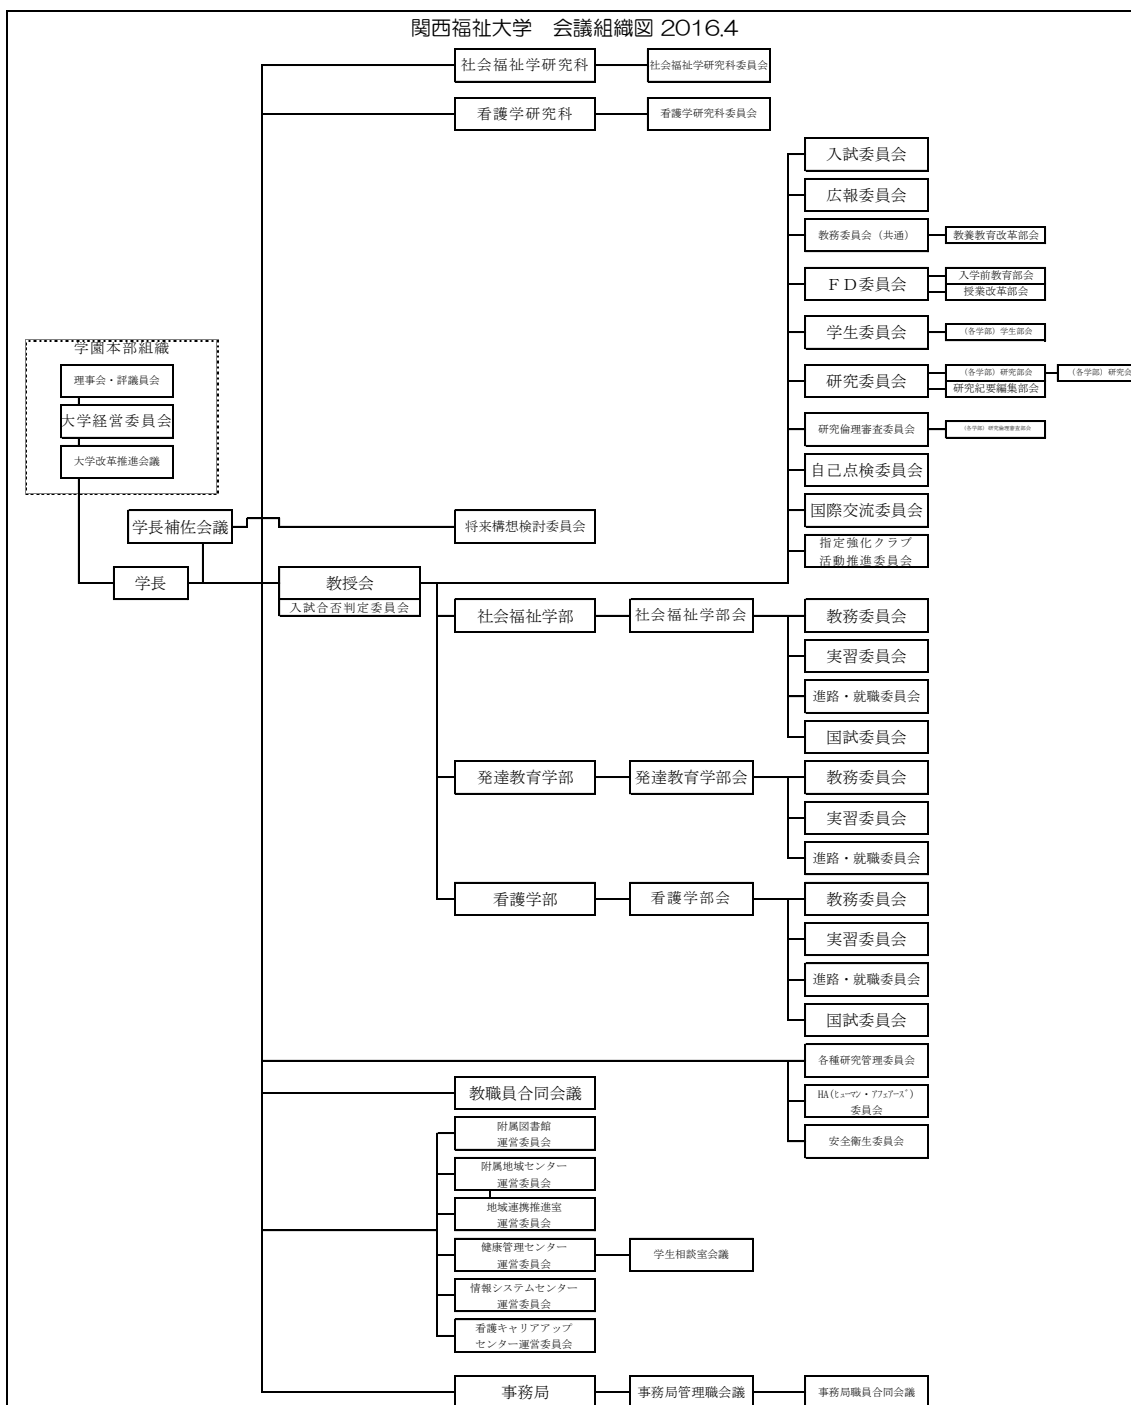 関西福祉大学　会議組織図 2016.4
社会福祉学研究科
社会福祉学研究科委員会
看護学研究科
看護学研究科委員会
入試委員会
広報委員会
教務委員会（共通）
教養教育改革部会
ＦＤ委員会
入学前教育部会
授業改革部会
学生委員会
（各学部）学生部会
研究委員会
（各学部）研究部会
（各学部）研究会
研究紀要編集部会
研究倫理審査委員会
（各学部）研究倫理審査部会
自己点検委員会
国際交流委員会
指定強化クラブ
活動推進委員会
学園本部組織
理事会・評議員会
大学経営委員会
大学改革推進会議
学長補佐会議
将来構想検討委員会
学長
教授会
入試合否判定委員会
社会福祉学部
社会福祉学部会
教務委員会
実習委員会
進路・就職委員会
国試委員会
発達教育学部
発達教育学部会
教務委員会
実習委員会
進路・就職委員会
看護学部
看護学部会
教務委員会
実習委員会
進路・就職委員会
国試委員会
各種研究管理委員会
HA(ﾋｭｰﾏﾝ・ｱﾌｪｱｰｽﾞ)
委員会
安全衛生委員会
教職員合同会議
附属図書館
運営委員会
附属地域センター
運営委員会
地域連携推進室
運営委員会
健康管理センター
運営委員会
学生相談室会議
情報システムセンター
運営委員会
看護キャリアアップ
センター運営委員会
事務局
事務局管理職会議
事務局職員合同会議